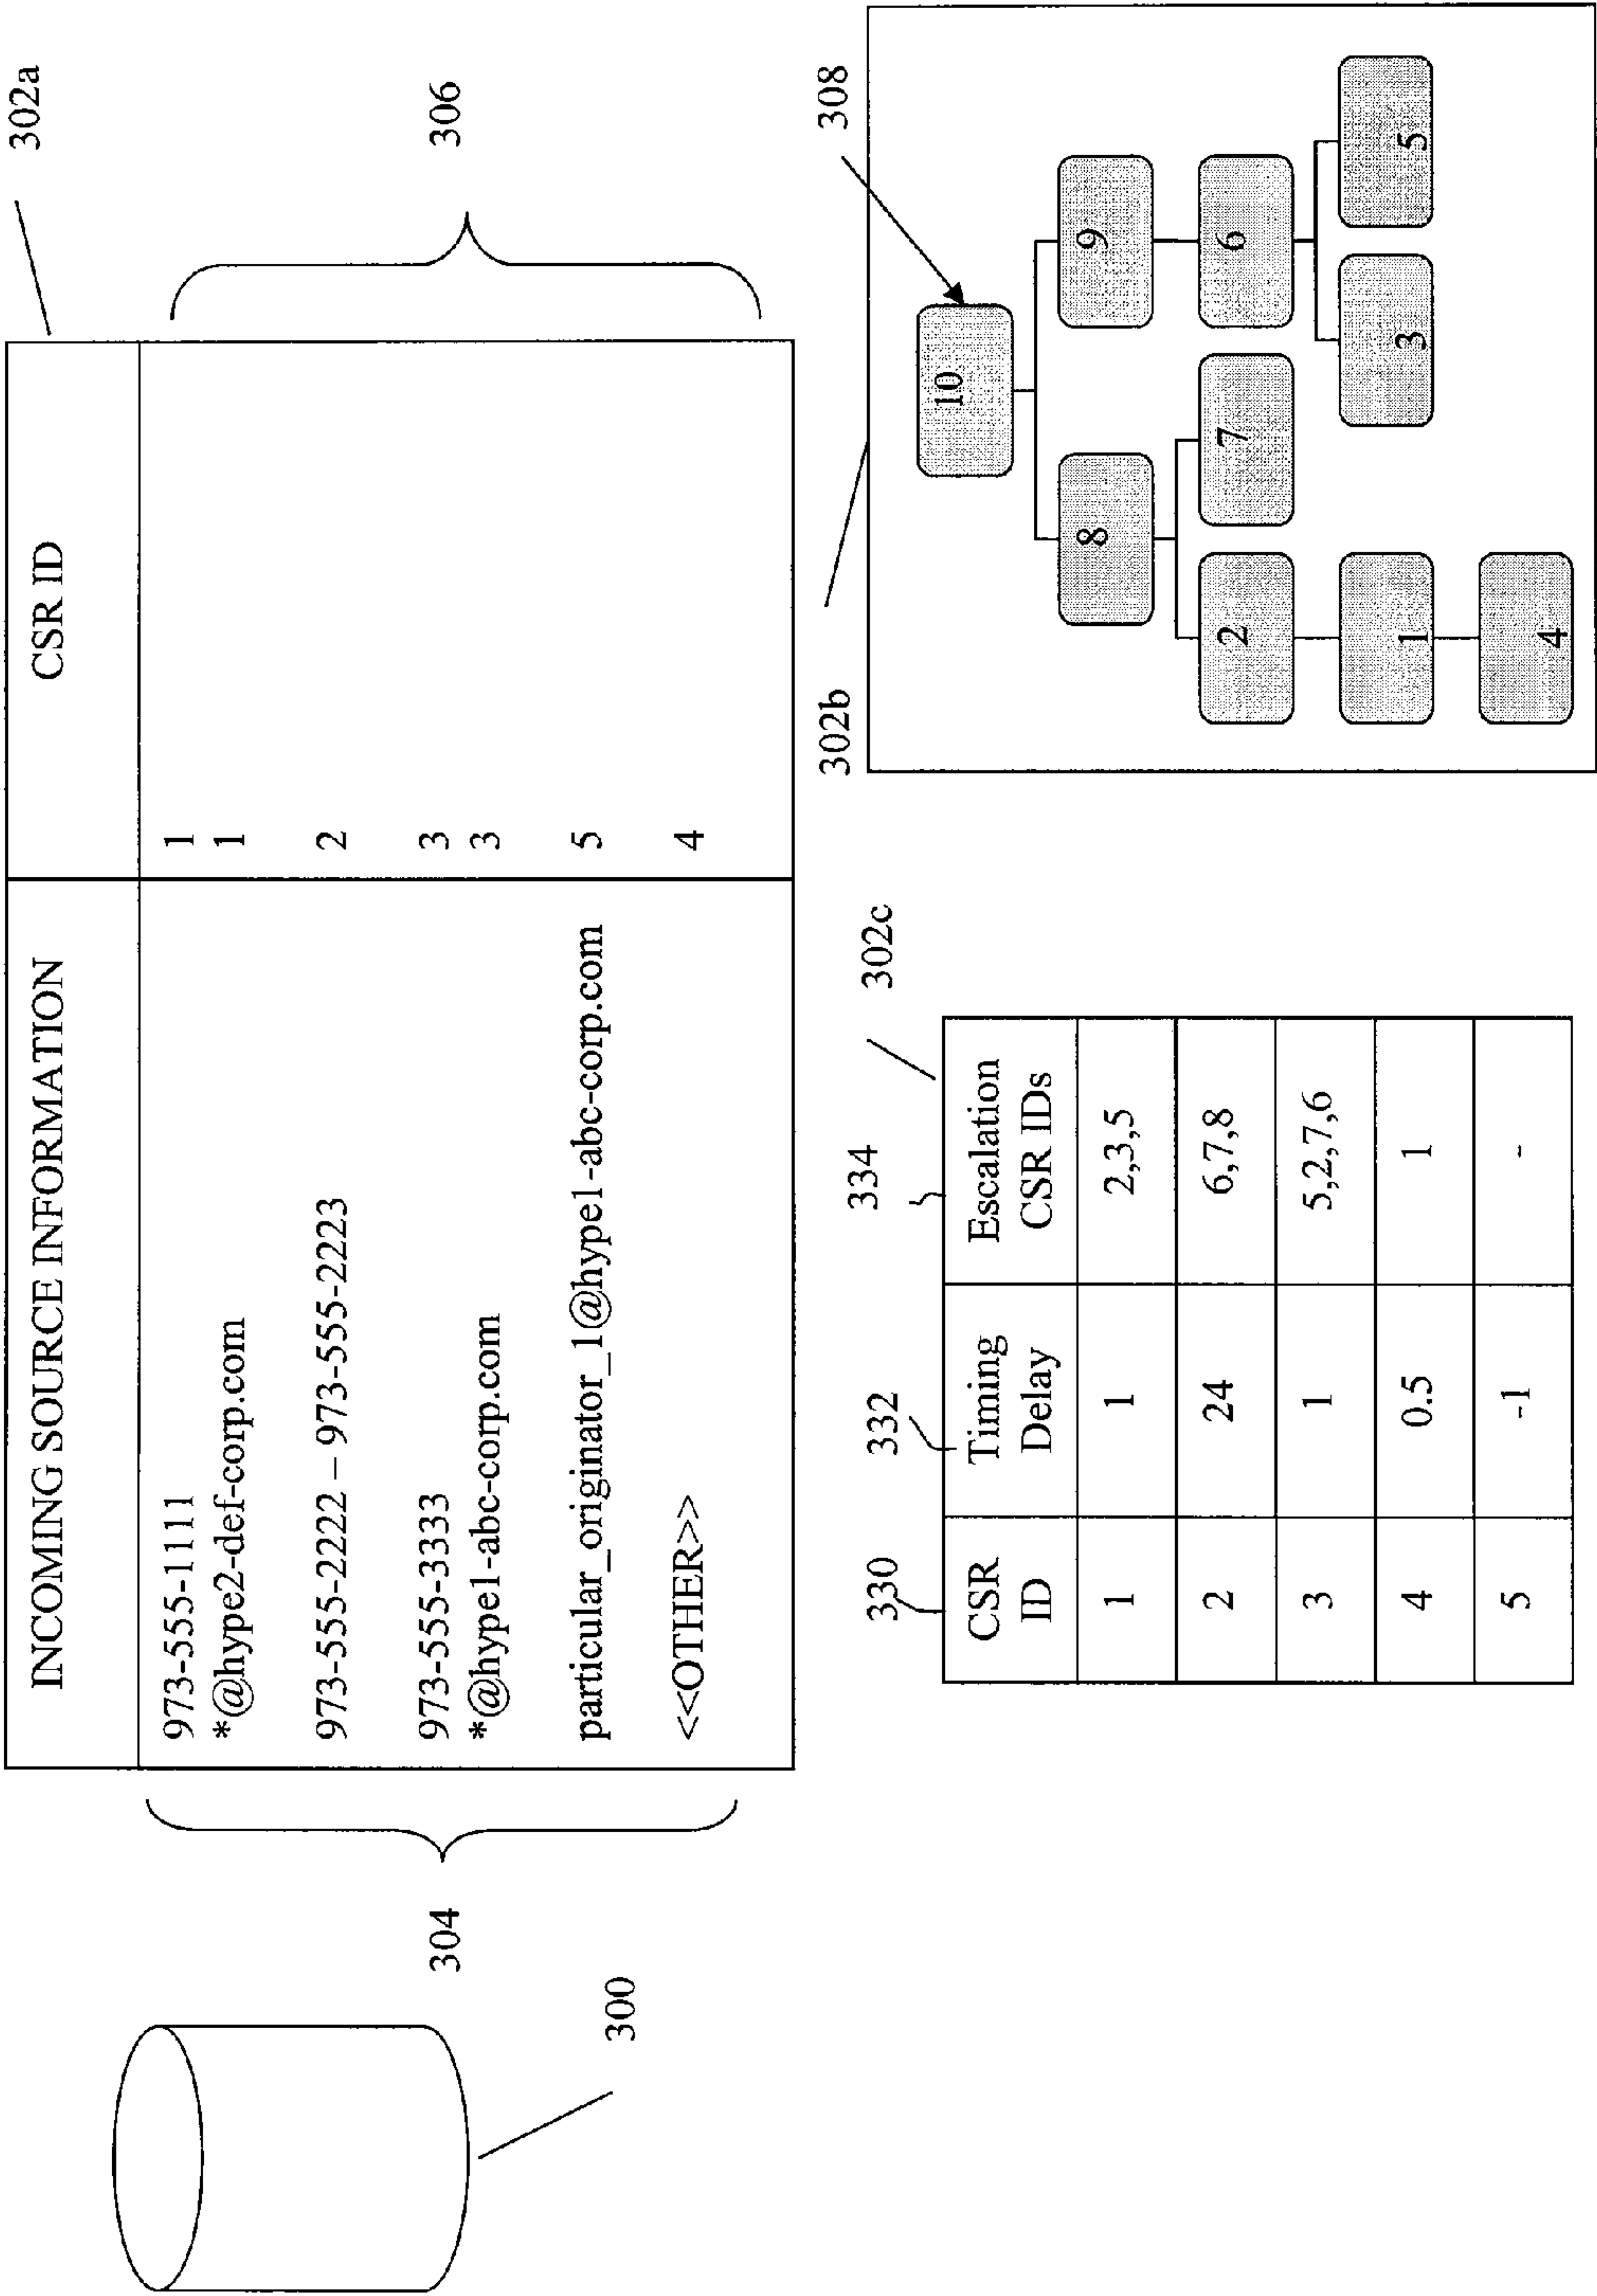 302a
INCOMING SOURCE INFORMATION CSR ID
973-555-1111 1
*@hype2-def-corp.com 1
973-555-2222 – 973-555-2223 2
973-555-3333 3
*@hype1-abc-corp.com 3
particular_originator_1@hype1-abc-corp.com 5
<<OTHER>> 4
304
306
300
302b
308
10
8 9
2 7 6
1 3 5
4
302c
330 332 334
CSR ID Timing Delay Escalation CSR IDs
1 1 2,3,5
2 24 6,7,8
3 1 5,2,7,6
4 0.5 1
5 -1 -